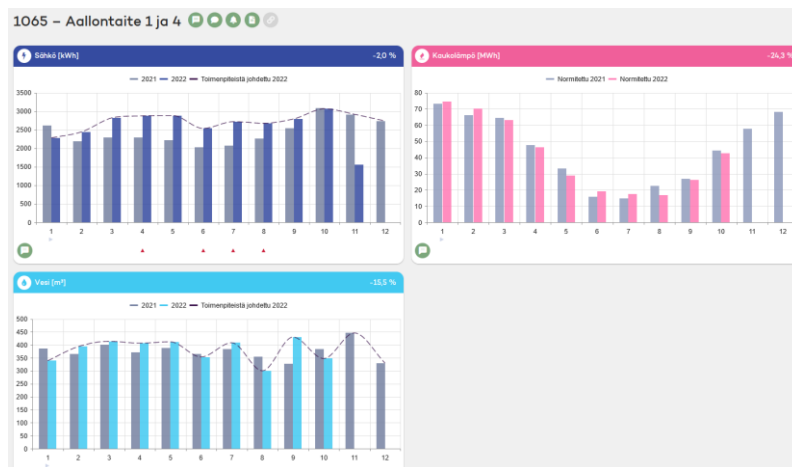 1065 – Aallontaite 1 ja 4
Sähkö [kWh] -2,0 %
2021 2022 Toimenpiteistä johdettu 2022
3500
3000
2500
2000
1500
1000
500
0
1 2 3 4 5 6 7 8 9 10 11 12
Kaukolämpö [MWh] -24,3 %
Normitettu 2021 Normitettu 2022
80
70
60
50
40
30
20
10
0
1 2 3 4 5 6 7 8 9 10 11 12
Vesi [m³] -15,5 %
2021 2022 Toimenpiteistä johdettu 2022
500
450
400
350
300
250
200
150
100
50
0
1 2 3 4 5 6 7 8 9 10 11 12